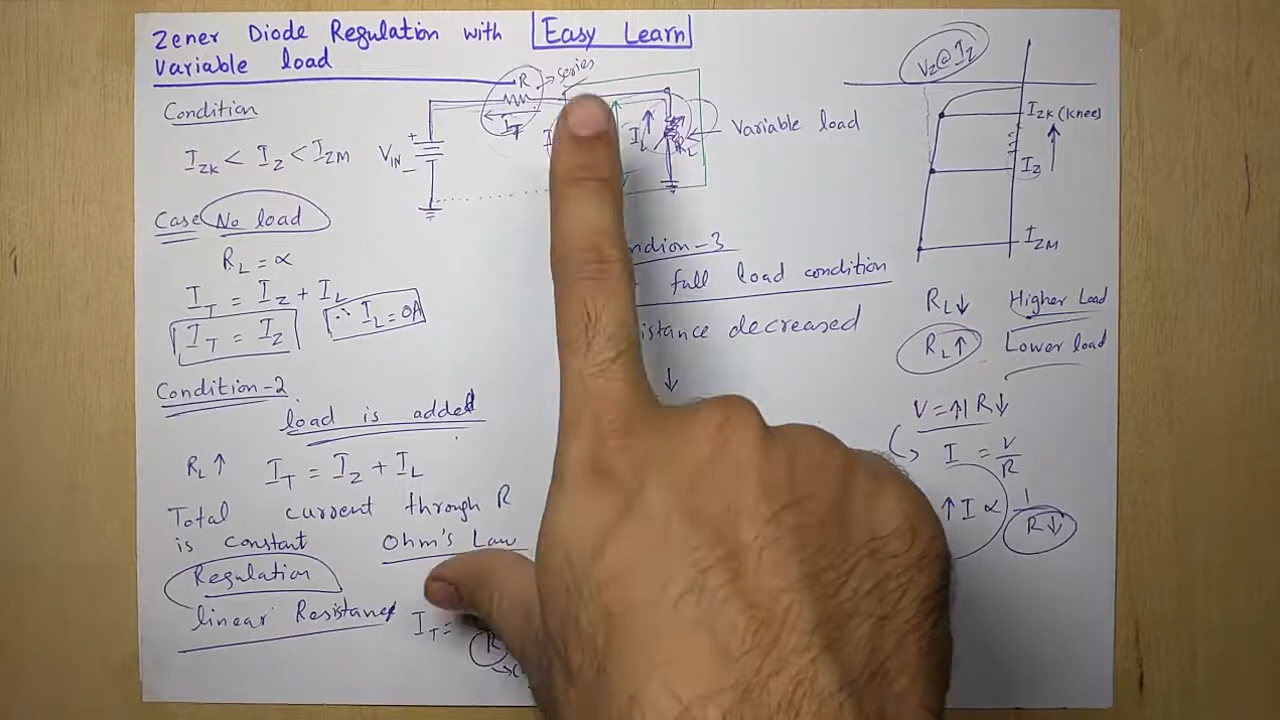 Zener Diode Regulation with Easy Learn
Variable load
Condition
I_ZK < I_Z < I_ZM
Case No load
R_L = ∝
I_T = I_Z + I_L
I_T = I_Z
∵ I_L = 0A
Condition-2
load is added
R_L ↑ I_T = I_Z + I_L
Total current through R
is constant
Ohm's Law
Regulation
linear Resistance
I_T =
R
R → series
I_T
+
V_IN
-
I_L
R_L
Variable load
ndion-3
full load condition
istance decreased
↓
V_Z @ I_Z
I_ZK (knee)
I_Z
I_ZM
R_L ↓ Higher Load
R_L ↑ Lower load
V = ↑I R↓
I = V/R
↑ I ∝ 1/R↓